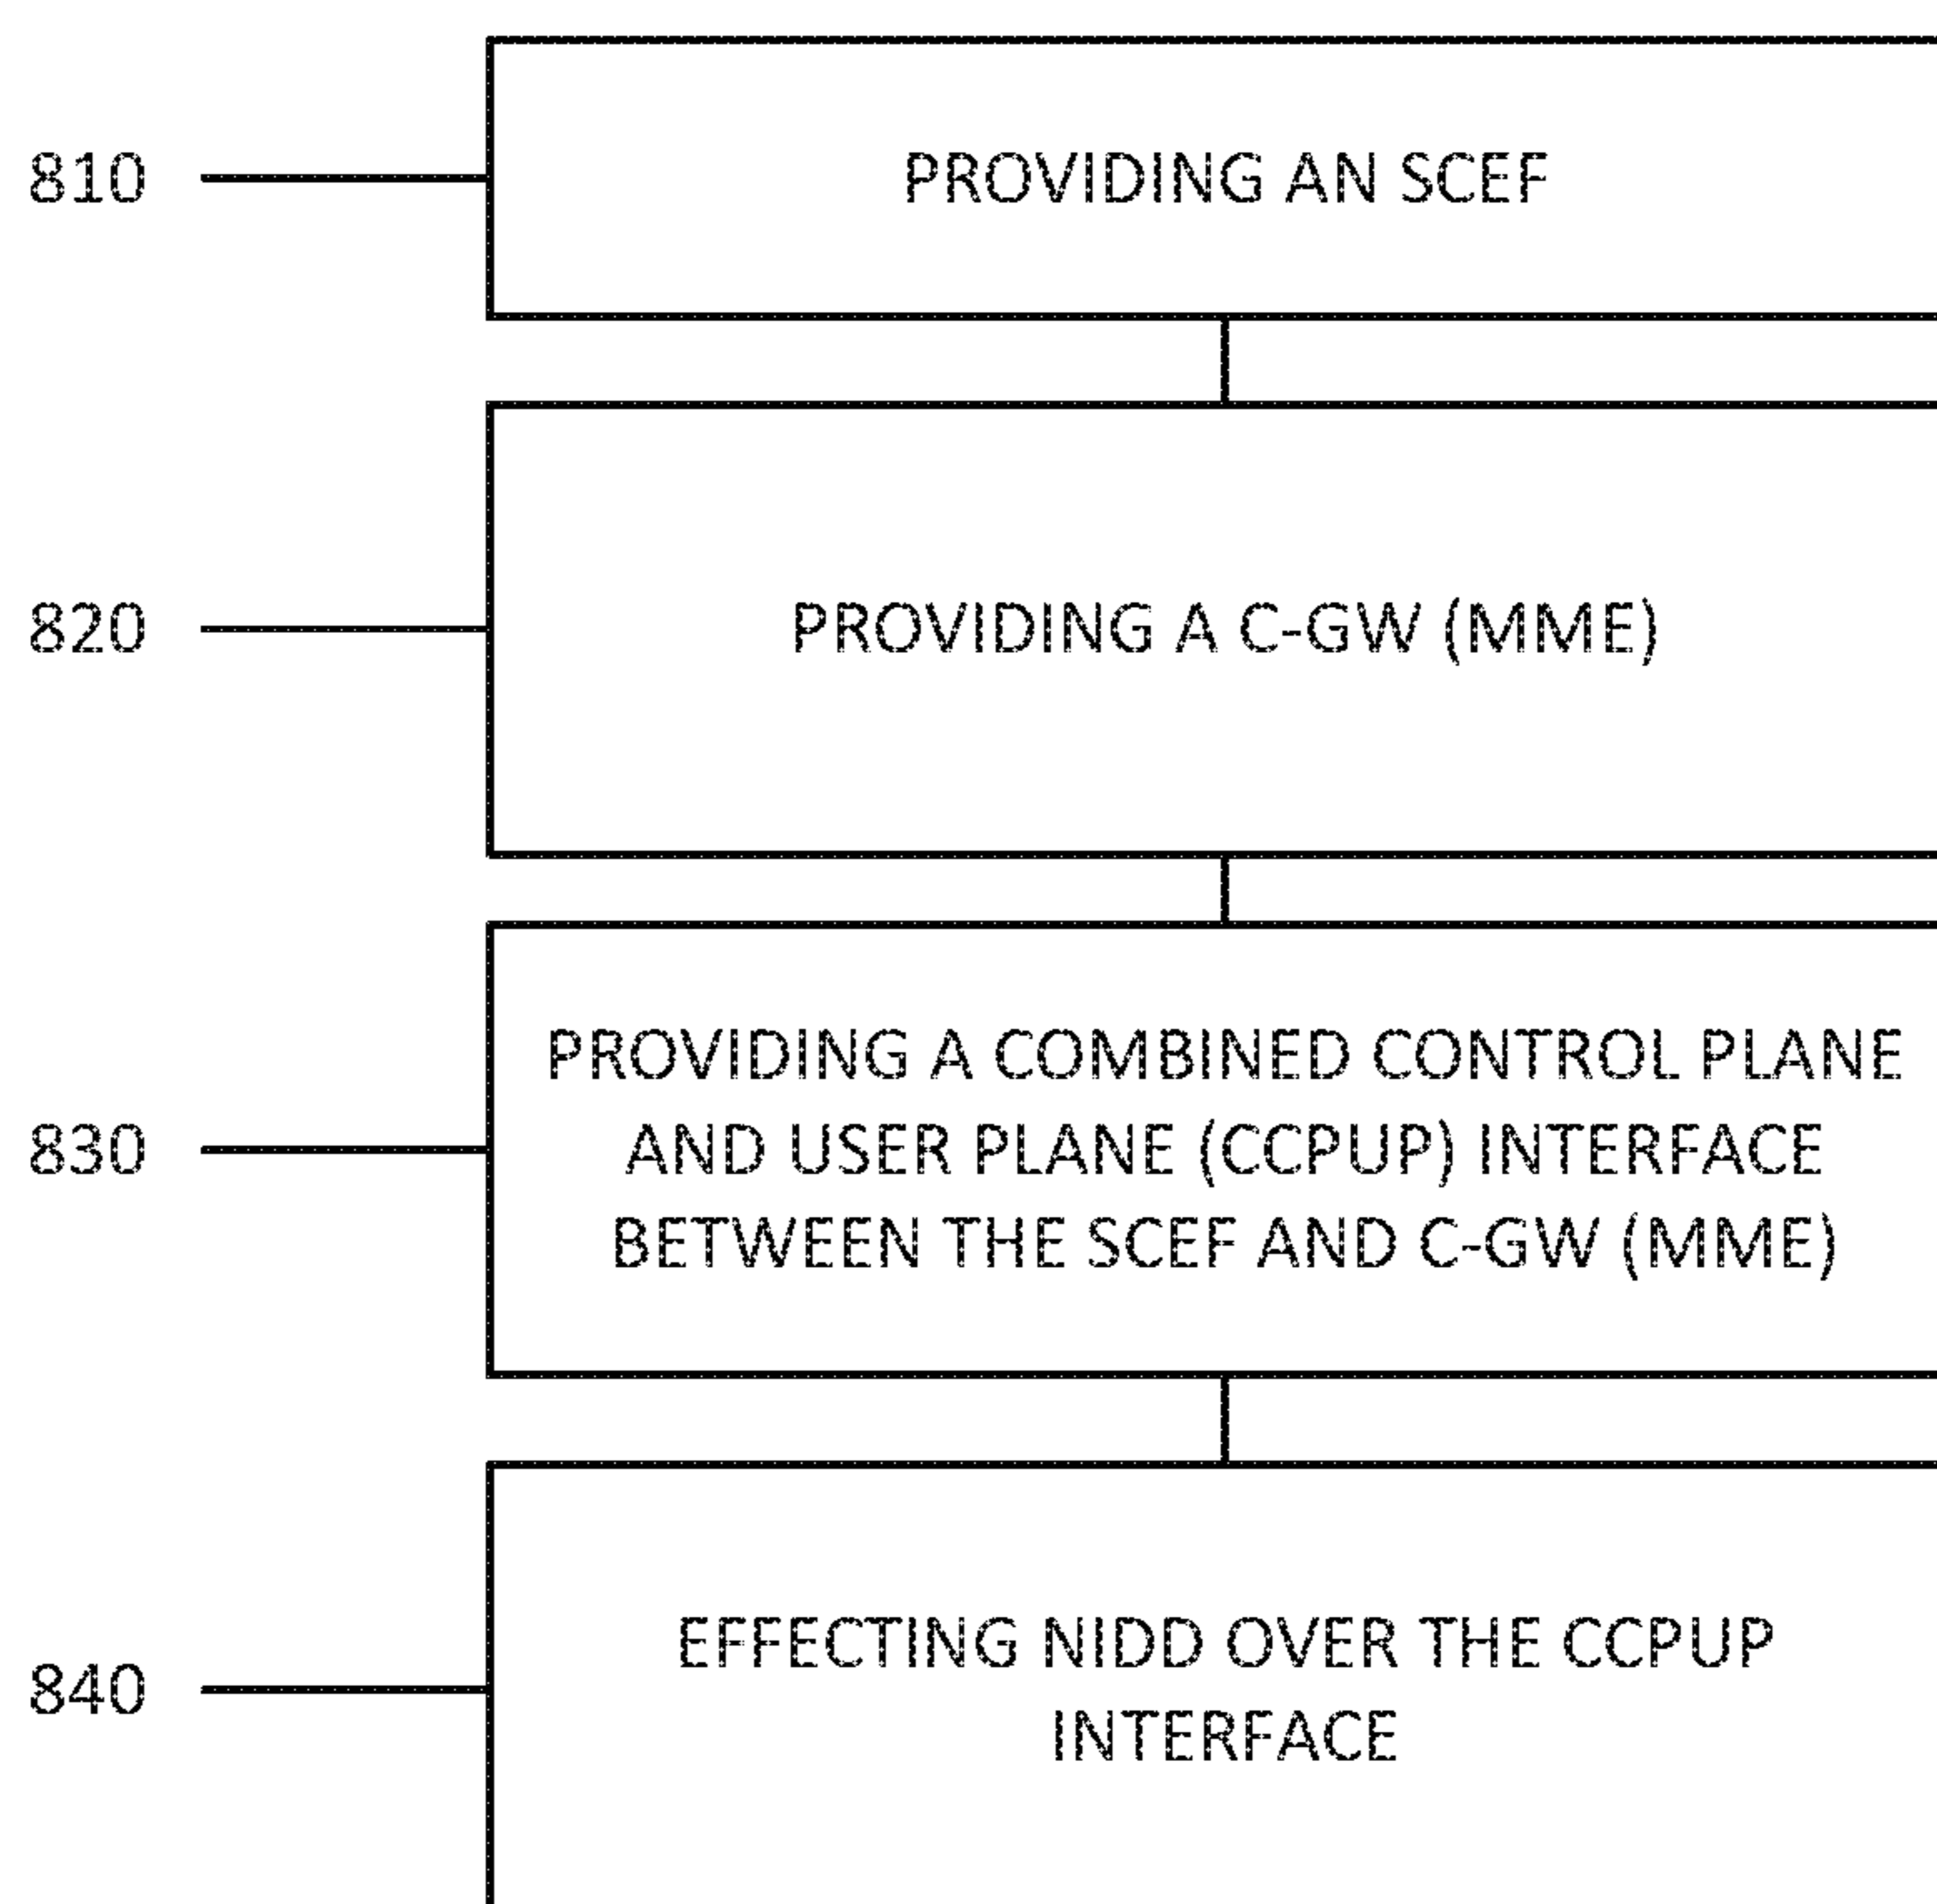 810
PROVIDING AN SCEF
820
PROVIDING A C-GW (MME)
830
PROVIDING A COMBINED CONTROL PLANE
AND USER PLANE (CCPUP) INTERFACE
BETWEEN THE SCEF AND C-GW (MME)
840
EFFECTING NIDD OVER THE CCPUP
INTERFACE